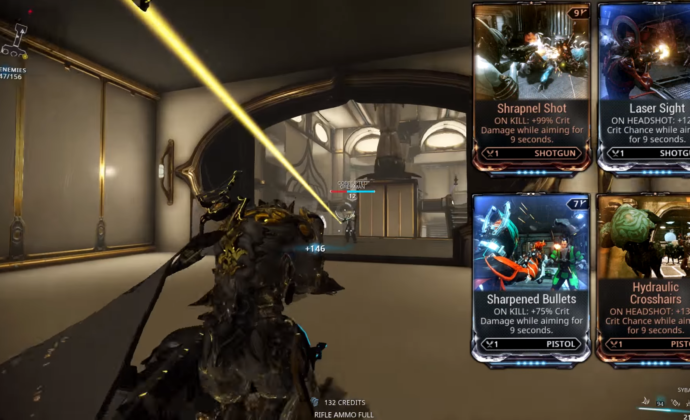 ENEMIES
47/156
+146
132 CREDITS
RIFLE AMMO FULL
9
Shrapnel Shot
ON KILL: +99% Crit
Damage while aiming for
9 seconds.
1 SHOTGUN
Laser Sight
ON HEADSHOT: +12
Crit Chance while aiming
for 9 seconds.
1 SHOTGUN
7
Sharpened Bullets
ON KILL: +75% Crit
Damage while aiming for
9 seconds.
1 PISTOL
Hydraulic
Crosshairs
ON HEADSHOT: +13
Crit Chance while aiming
for 9 seconds.
1 PISTO